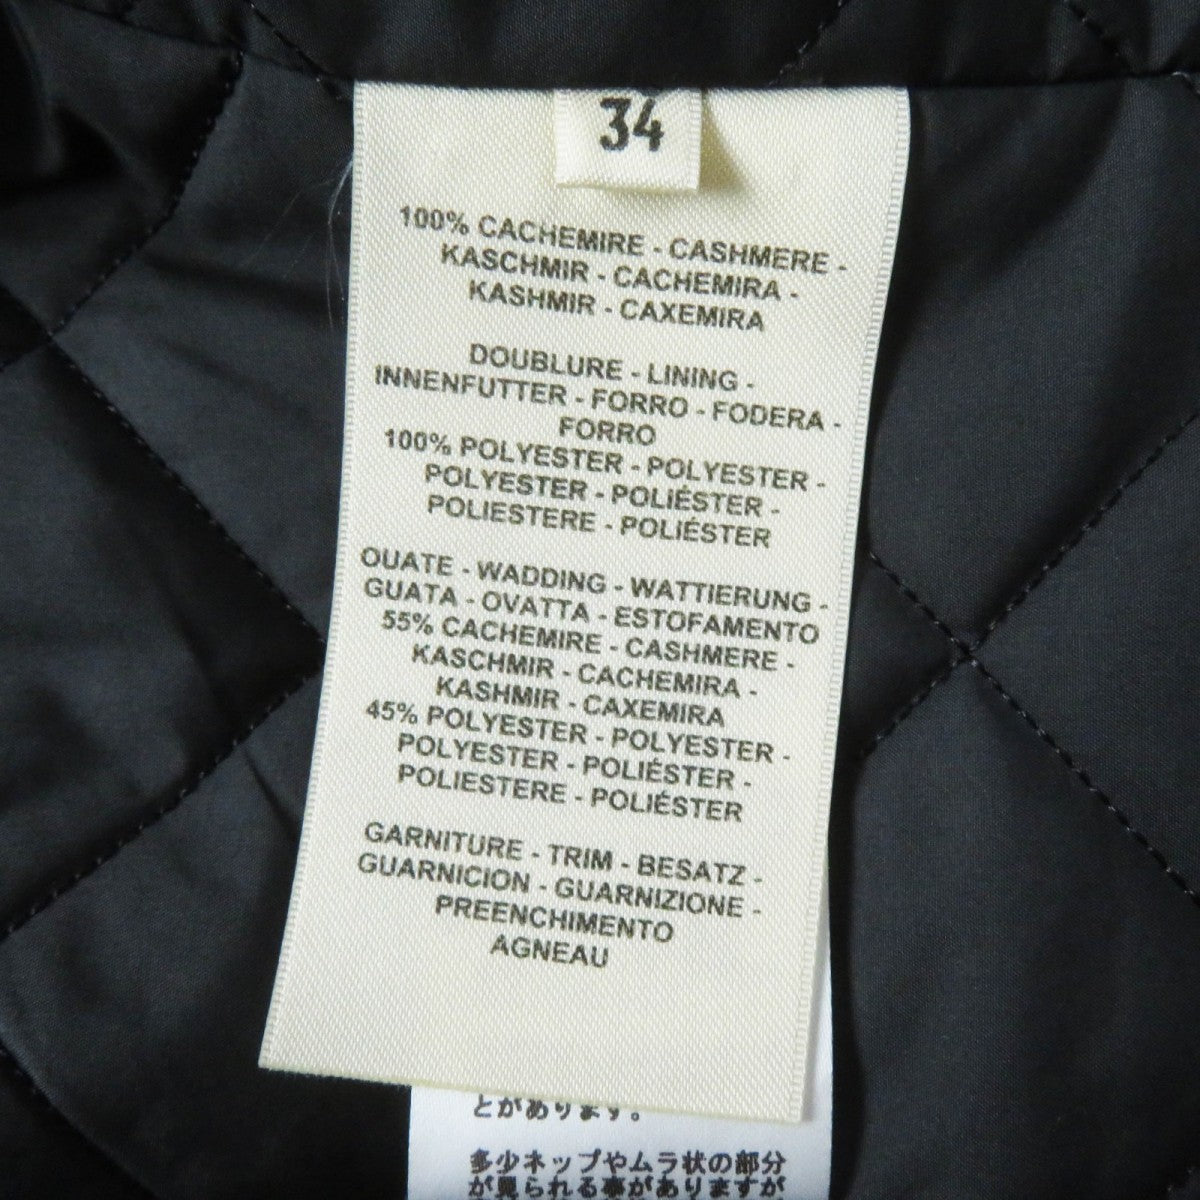 34
100% CACHEMIRE - CASHMERE -
KASCHMIR - CACHEMIRA -
KASHMIR - CAXEMIRA
DOUBLURE - LINING -
INNENFUTTER - FORRO - FODERA -
FORRO
100% POLYESTER - POLYESTER -
POLYESTER - POLIÉSTER -
POLIESTERE - POLIÉSTER
OUATE - WADDING - WATTIERUNG -
GUATA - OVATTA - ESTOFAMENTO
55% CACHEMIRE - CASHMERE -
KASCHMIR - CACHEMIRA -
KASHMIR - CAXEMIRA
45% POLYESTER - POLYESTER -
POLYESTER - POLIÉSTER -
POLIESTERE - POLIÉSTER
GARNITURE - TRIM - BESATZ -
GUARNICION - GUARNIZIONE -
PREENCHIMENTO
AGNEAU
とがあります。
多少ネップやムラ状の部分
が見られる事がありますが